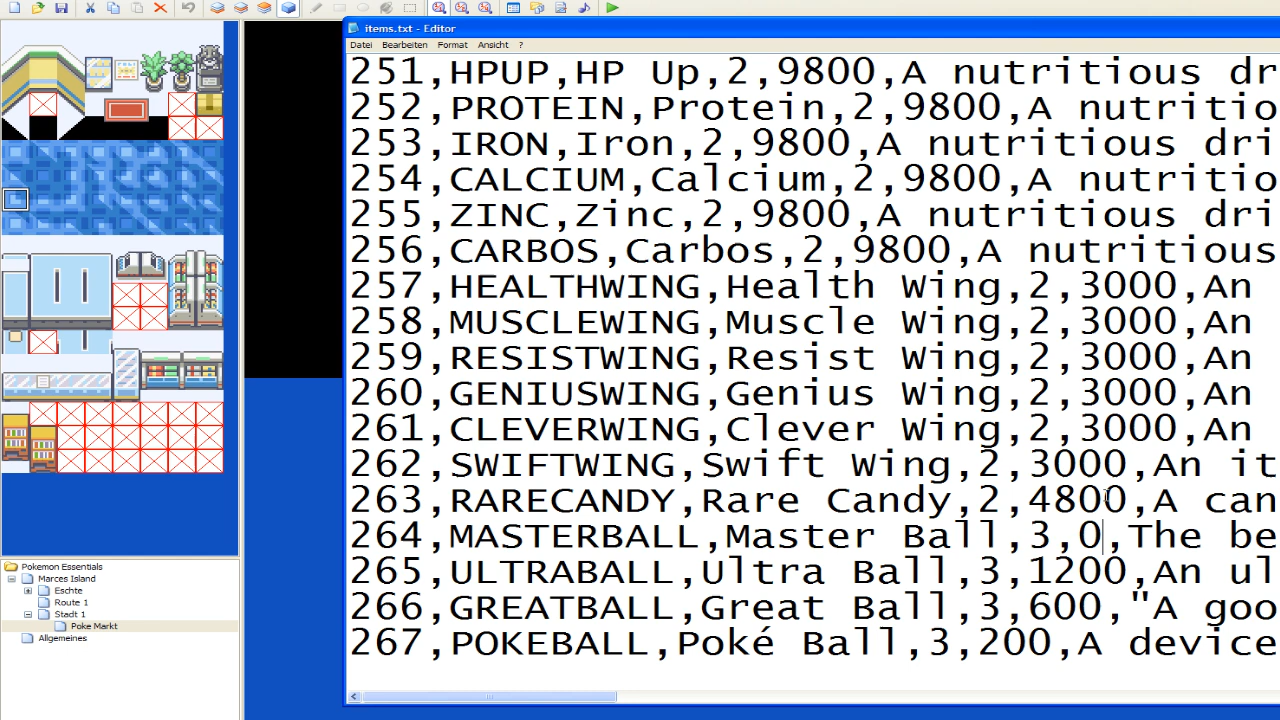 items.txt - Editor
Datei Bearbeiten Format Ansicht ?
251,HPUP,HP Up,2,9800,A nutritious dr
252,PROTEIN,Protein,2,9800,A nutritio
253,IRON,Iron,2,9800,A nutritious dri
254,CALCIUM,Calcium,2,9800,A nutritio
255,ZINC,Zinc,2,9800,A nutritious dri
256,CARBOS,Carbos,2,9800,A nutritious
257,HEALTHWING,Health Wing,2,3000,An
258,MUSCLEWING,Muscle Wing,2,3000,An
259,RESISTWING,Resist Wing,2,3000,An
260,GENIUSWING,Genius Wing,2,3000,An
261,CLEVERWING,Clever Wing,2,3000,An
262,SWIFTWING,Swift Wing,2,3000,An it
263,RARECANDY,Rare Candy,2,4800,A can
264,MASTERBALL,Master Ball,3,0,The be
265,ULTRABALL,Ultra Ball,3,1200,An ul
266,GREATBALL,Great Ball,3,600,"A goo
267,POKEBALL,Poké Ball,3,200,A device
Pokemon Essentials
Marces Island
Eschte
Route 1
Stadt 1
Poke Markt
Allgemeines